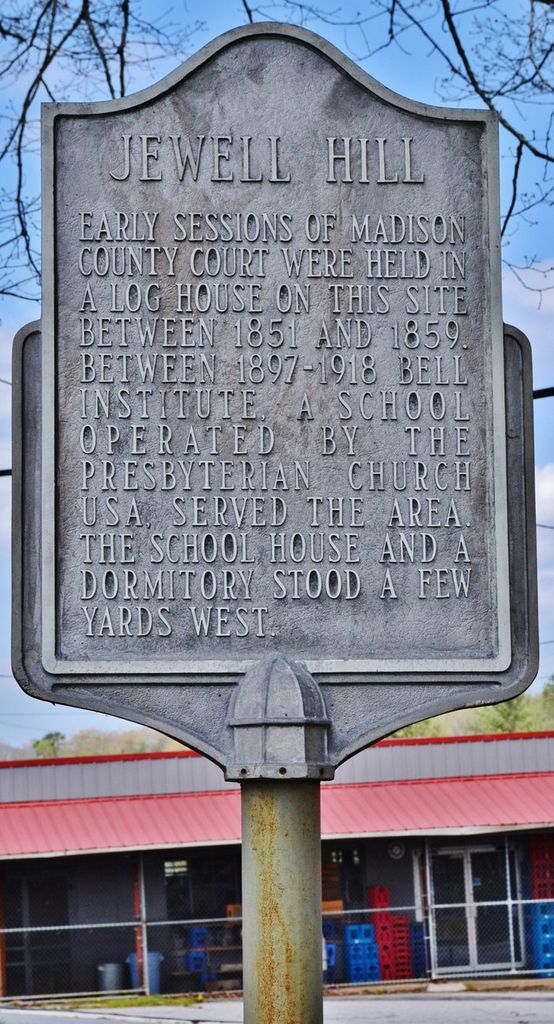 JEWELL HILL
EARLY SESSIONS OF MADISON
COUNTY COURT WERE HELD IN
A LOG HOUSE ON THIS SITE
BETWEEN 1851 AND 1859.
BETWEEN 1897-1918 BELL
INSTITUTE, A SCHOOL
OPERATED BY THE
PRESBYTERIAN CHURCH
USA, SERVED THE AREA.
THE SCHOOL HOUSE AND A
DORMITORY STOOD A FEW
YARDS WEST.